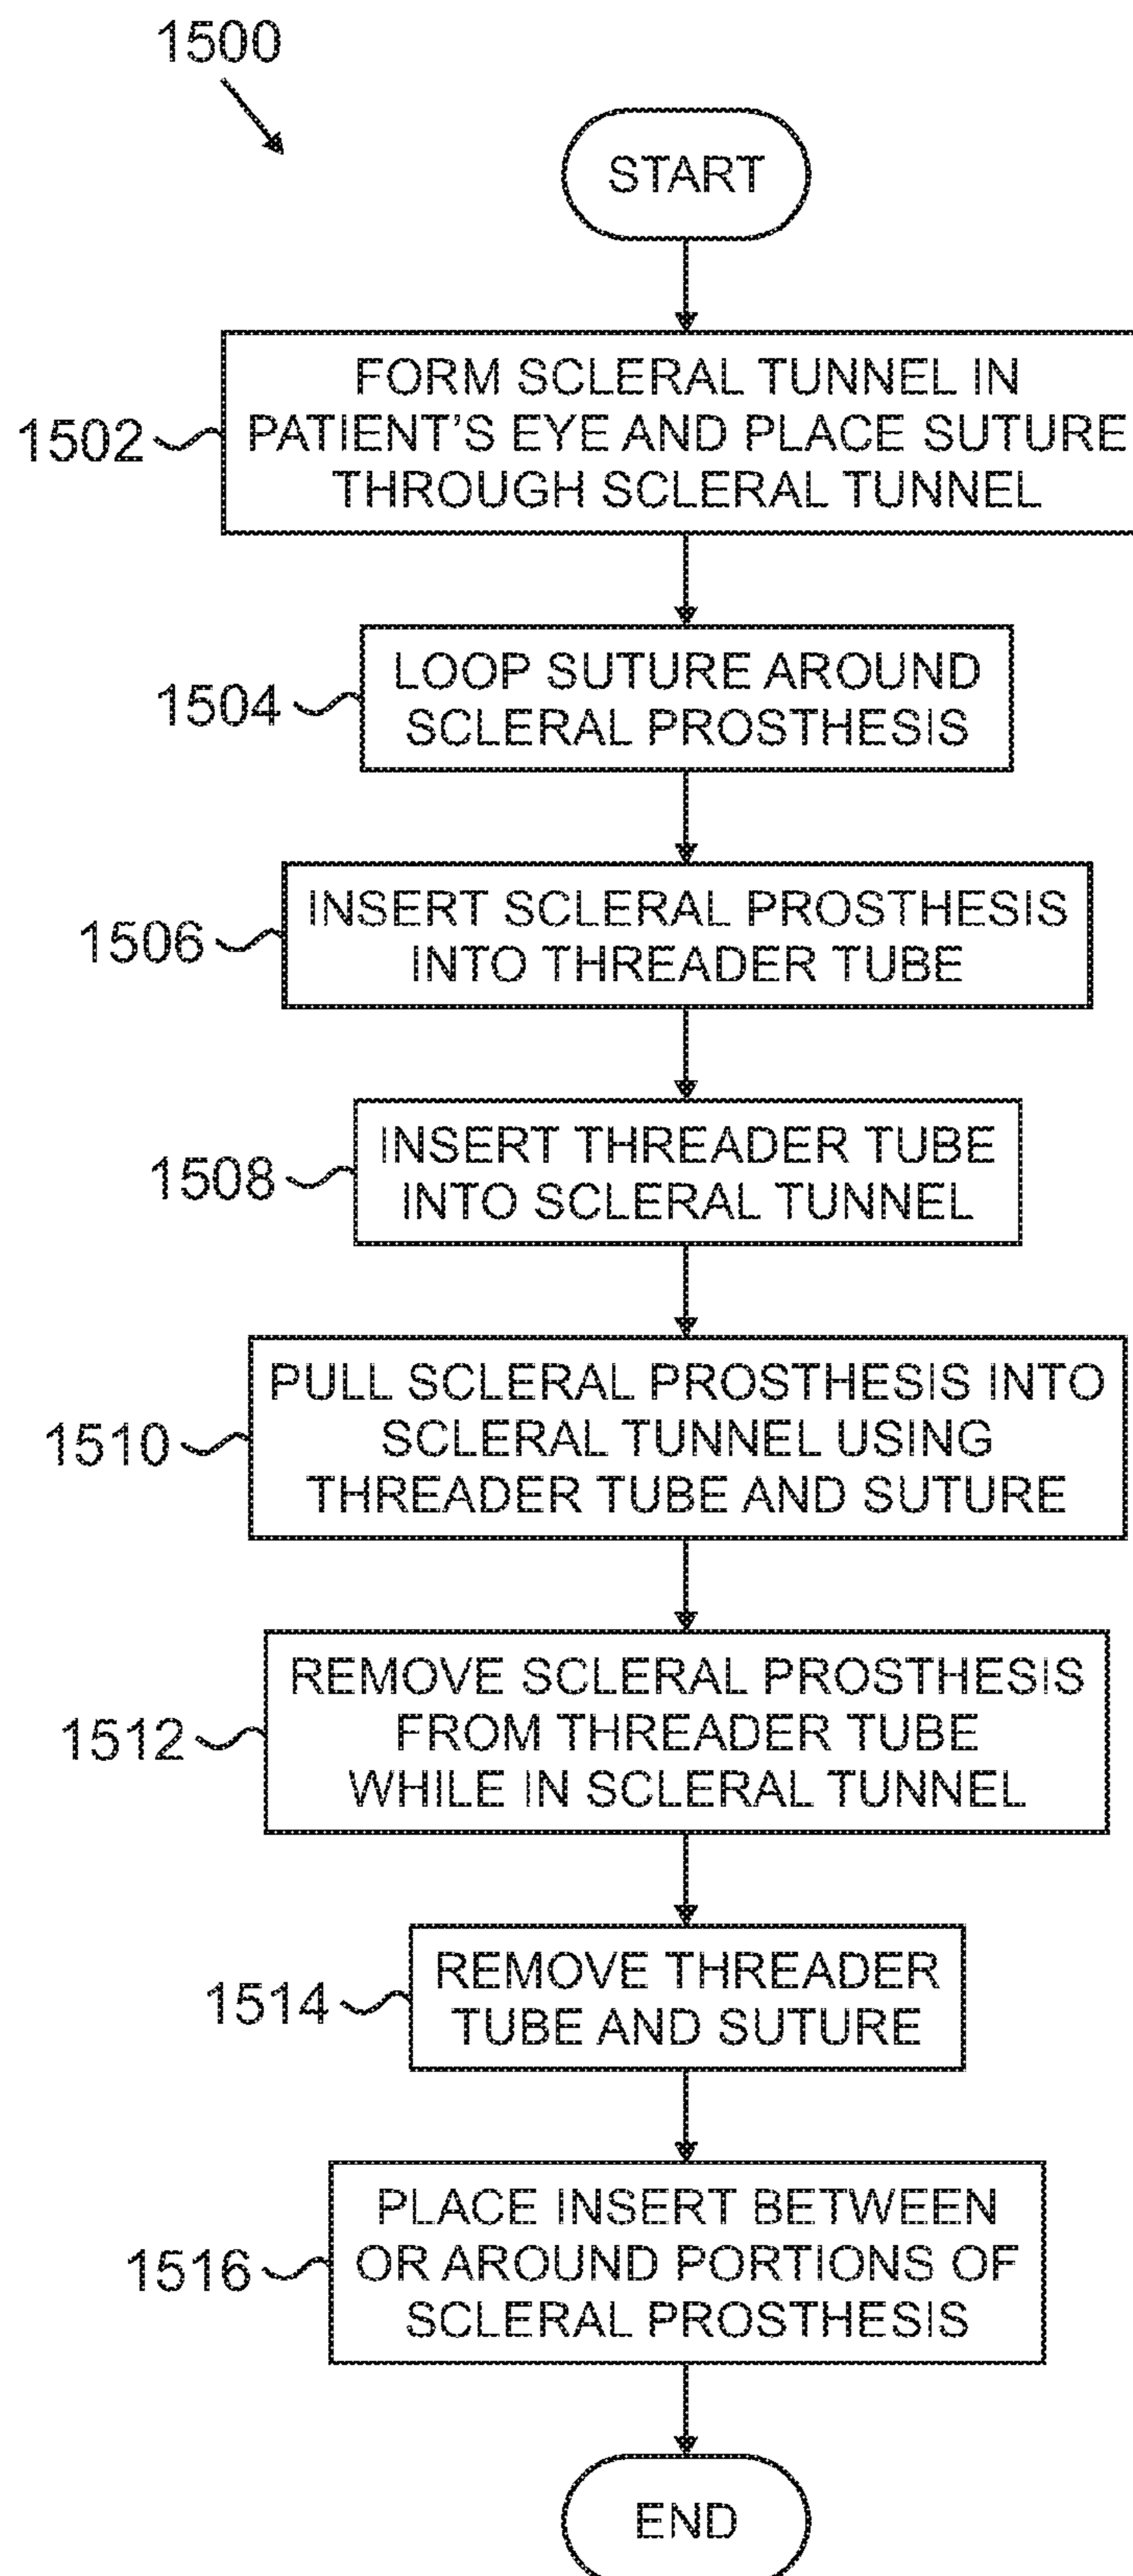 1500
START
1502
FORM SCLERAL TUNNEL IN
PATIENT'S EYE AND PLACE SUTURE
THROUGH SCLERAL TUNNEL
1504
LOOP SUTURE AROUND
SCLERAL PROSTHESIS
1506
INSERT SCLERAL PROSTHESIS
INTO THREADER TUBE
1508
INSERT THREADER TUBE
INTO SCLERAL TUNNEL
1510
PULL SCLERAL PROSTHESIS INTO
SCLERAL TUNNEL USING
THREADER TUBE AND SUTURE
1512
REMOVE SCLERAL PROSTHESIS
FROM THREADER TUBE
WHILE IN SCLERAL TUNNEL
1514
REMOVE THREADER
TUBE AND SUTURE
1516
PLACE INSERT BETWEEN
OR AROUND PORTIONS OF
SCLERAL PROSTHESIS
END